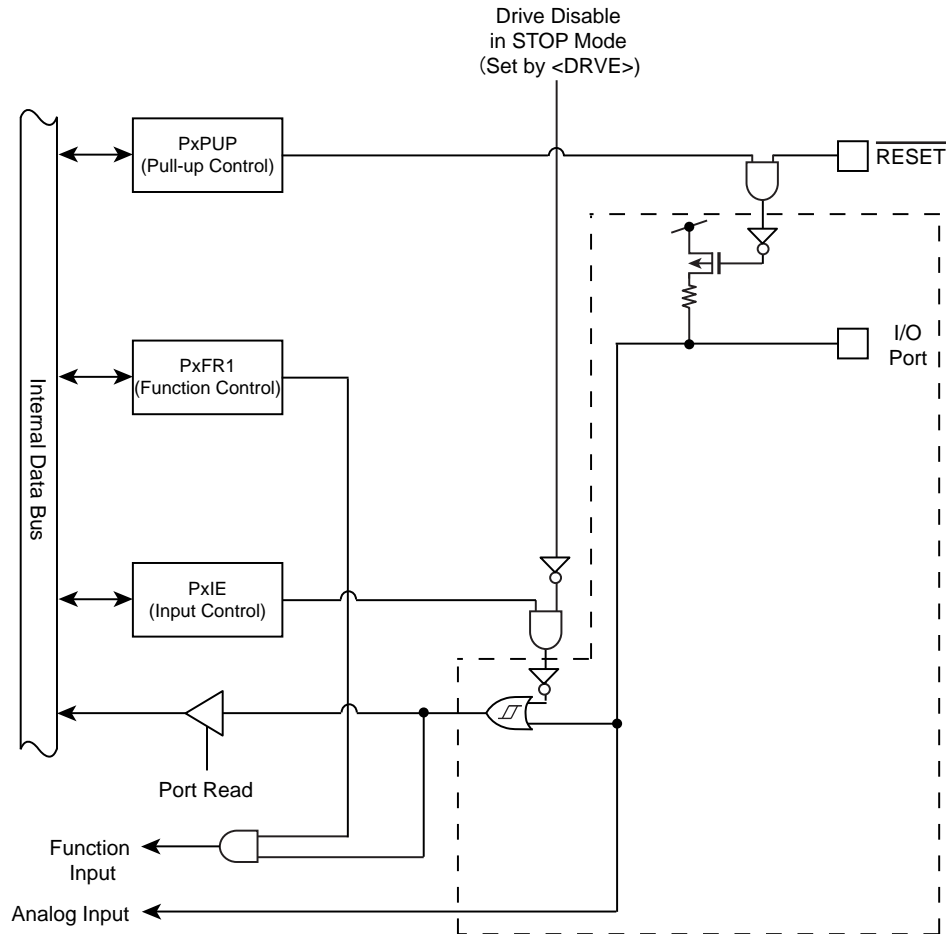 Drive Disable
in STOP Mode
(Set by <DRVE>)
PxPUP
(Pull-up Control)
RESET
I/O
Port
PxFR1
(Function Control)
Internal Data Bus
PxIE
(Input Control)
Port Read
Function
Input
Analog Input